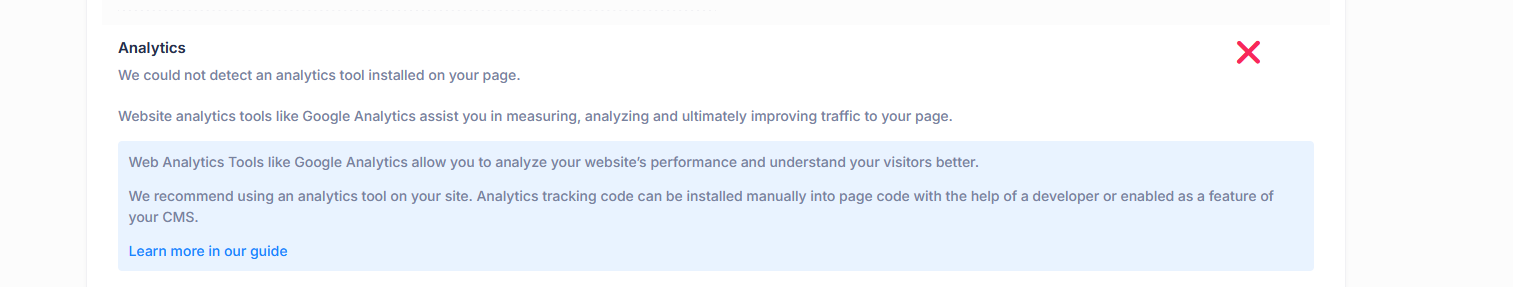 Analytics
We could not detect an analytics tool installed on your page.
Website analytics tools like Google Analytics assist you in measuring, analyzing and ultimately improving traffic to your page.
Web Analytics Tools like Google Analytics allow you to analyze your website’s performance and understand your visitors better.
We recommend using an analytics tool on your site. Analytics tracking code can be installed manually into page code with the help of a developer or enabled as a feature of
your CMS.
Learn more in our guide